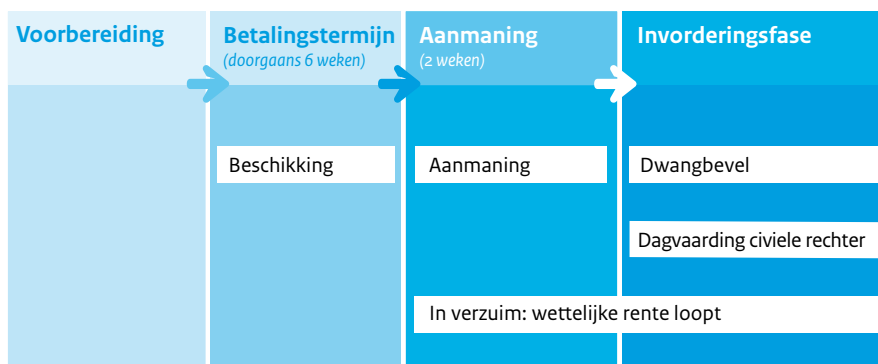 Voorbereiding
Betalingstermijn
(doorgaans 6 weken)
Aanmaning
(2 weken)
Invorderingsfase
Beschikking
Aanmaning
Dwangbevel
Dagvaarding civiele rechter
In verzuim: wettelijke rente loopt